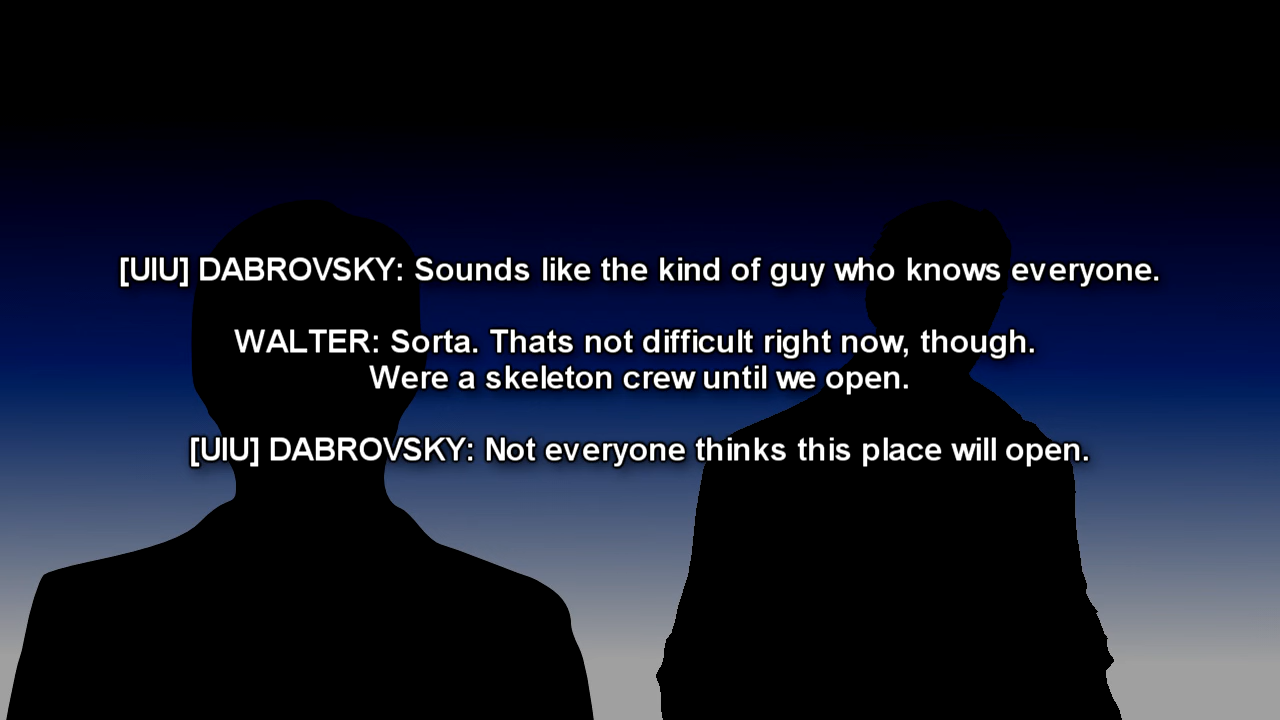 [UIU] DABROVSKY: Sounds like the kind of guy who knows everyone.
WALTER: Sorta. Thats not difficult right now, though.
Were a skeleton crew until we open.
[UIU] DABROVSKY: Not everyone thinks this place will open.